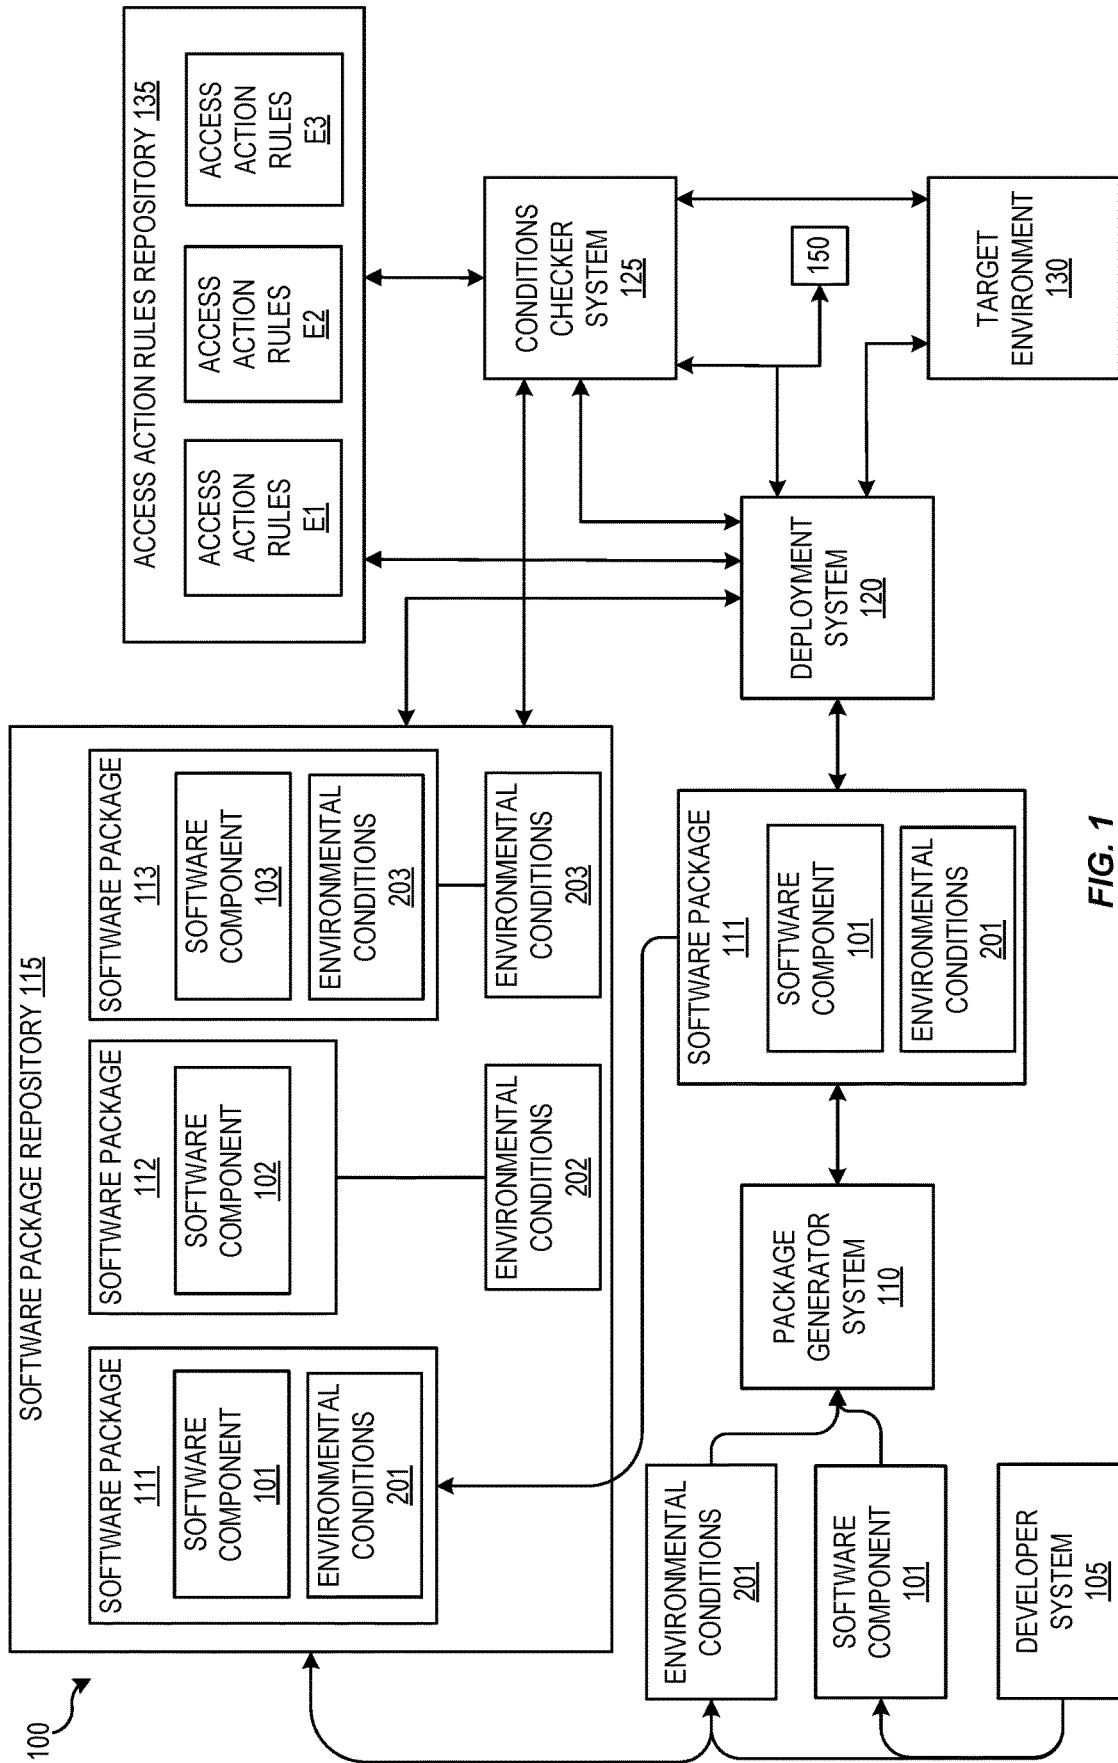 100
SOFTWARE PACKAGE REPOSITORY 115
SOFTWARE PACKAGE
111
SOFTWARE
COMPONENT
101
ENVIRONMENTAL
CONDITIONS
201
SOFTWARE PACKAGE
112
SOFTWARE
COMPONENT
102
ENVIRONMENTAL
CONDITIONS
202
SOFTWARE PACKAGE
113
SOFTWARE
COMPONENT
103
ENVIRONMENTAL
CONDITIONS
203
ENVIRONMENTAL
CONDITIONS
203
ACCESS ACTION RULES REPOSITORY 135
ACCESS
ACTION
RULES
E1
ACCESS
ACTION
RULES
E2
ACCESS
ACTION
RULES
E3
ENVIRONMENTAL
CONDITIONS
201
SOFTWARE
COMPONENT
101
DEVELOPER
SYSTEM
105
PACKAGE
GENERATOR
SYSTEM
110
SOFTWARE PACKAGE
111
SOFTWARE
COMPONENT
101
ENVIRONMENTAL
CONDITIONS
201
DEPLOYMENT
SYSTEM
120
CONDITIONS
CHECKER
SYSTEM
125
150
TARGET
ENVIRONMENT
130
FIG. 1